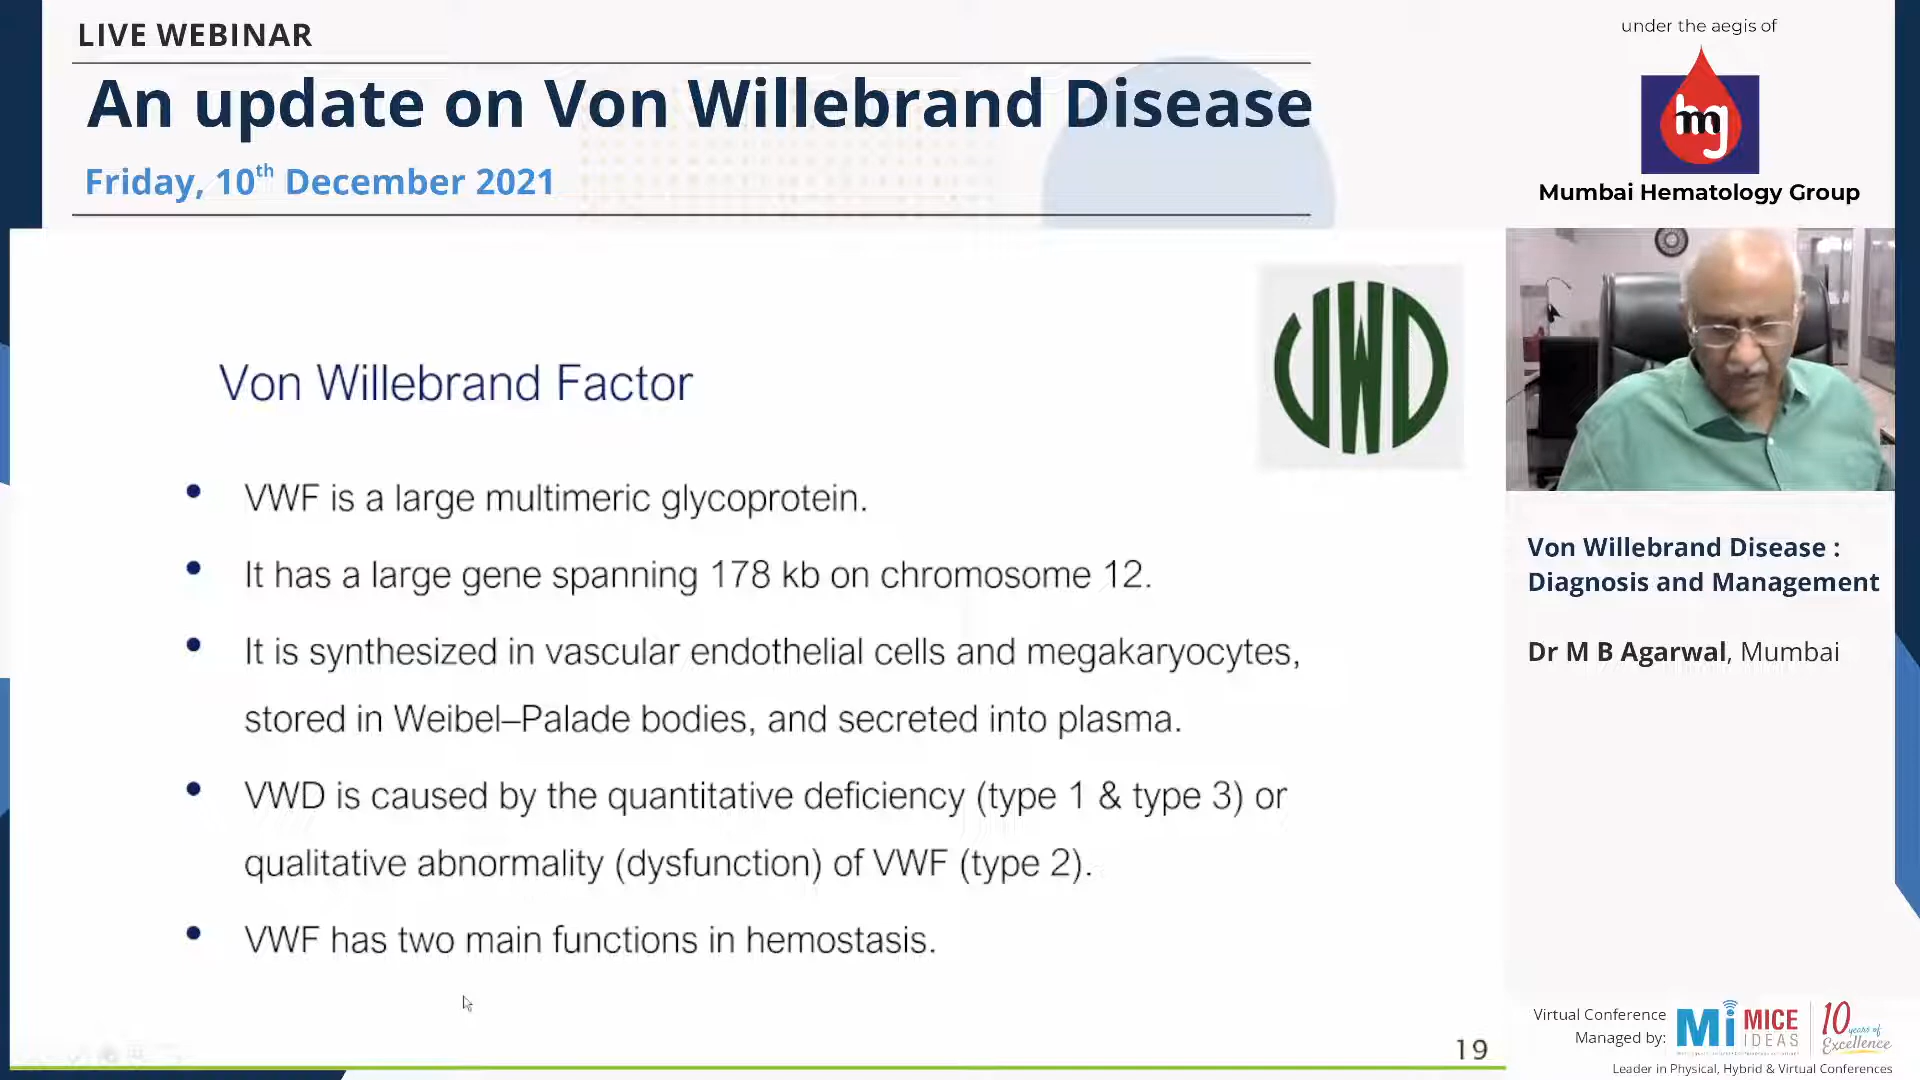 LIVE WEBINAR
An update on Von Willebrand Disease
Friday, 10th December 2021
under the aegis of
hmg
Mumbai Hematology Group
VWD
Von Willebrand Factor
• VWF is a large multimeric glycoprotein.
• It has a large gene spanning 178 kb on chromosome 12.
• It is synthesized in vascular endothelial cells and megakaryocytes,
stored in Weibel–Palade bodies, and secreted into plasma.
• VWD is caused by the quantitative deficiency (type 1 & type 3) or
qualitative abnormality (dysfunction) of VWF (type 2).
• VWF has two main functions in hemostasis.
19
Von Willebrand Disease :
Diagnosis and Management
Dr M B Agarwal, Mumbai
Virtual Conference
Managed by:
Mi MICE
IDEAS
10 years of
Excellence
Leader in Physical, Hybrid & Virtual Conferences